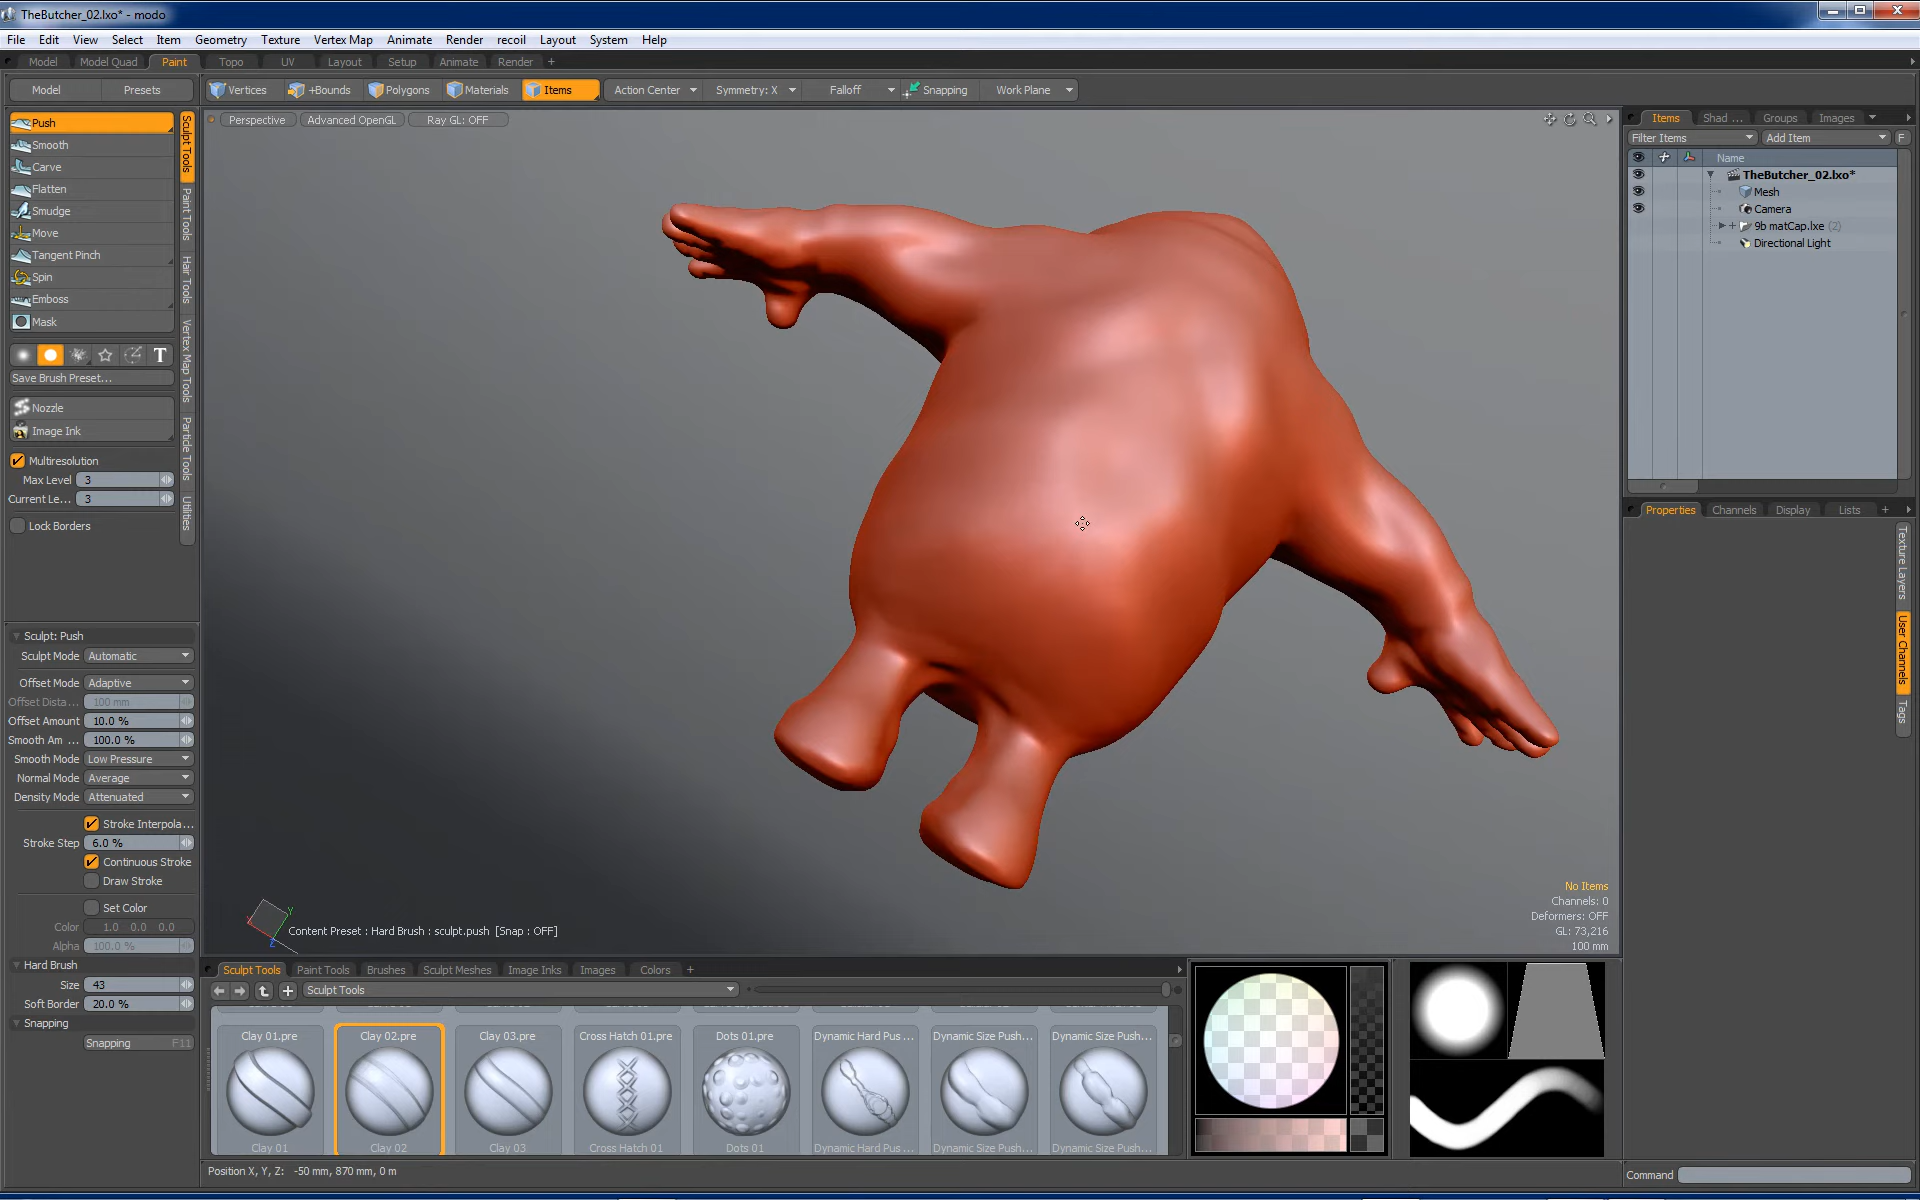 TheButcher_02.lxo* - modo
File Edit View Select Item Geometry Texture Vertex Map Animate Render recoil Layout System Help
Model Model Quad Paint Topo UV Layout Setup Animate Render +
Model Presets
Vertices +Bounds Polygons Materials Items Action Center Symmetry: X Falloff Snapping Work Plane
Push
Smooth
Carve
Flatten
Smudge
Move
Tangent Pinch
Spin
Emboss
Mask
T
Save Brush Preset...
Nozzle
Image Ink
Multiresolution
Max Level 3
Current Le... 3
Lock Borders
Sculpt Tools
Paint Tools
Hair Tools
Vertex Map Tools
Particle Tools
Utilities
Sculpt: Push
Sculpt Mode Automatic
Offset Mode Adaptive
Offset Dista... 100 mm
Offset Amount 10.0 %
Smooth Am ... 100.0 %
Smooth Mode Low Pressure
Normal Mode Average
Density Mode Attenuated
Stroke Interpola...
Stroke Step 6.0 %
Continuous Stroke
Draw Stroke
Set Color
Color 1.0 0.0 0.0
Alpha 100.0 %
Hard Brush
Size 43
Soft Border 20.0 %
Snapping
Snapping F11
Perspective Advanced OpenGL Ray GL: OFF
X Y Z
Content Preset : Hard Brush : sculpt.push [Snap : OFF]
No Items
Channels: 0
Deformers: OFF
GL: 73,216
100 mm
Sculpt Tools Paint Tools Brushes Sculpt Meshes Image Inks Images Colors +
Sculpt Tools
Clay 01.pre Clay 02.pre Clay 03.pre Cross Hatch 01.pre Dots 01.pre Dynamic Hard Pus ... Dynamic Size Push... Dynamic Size Push...
Clay 01 Clay 02 Clay 03 Cross Hatch 01 Dots 01 Dynamic Hard Pus... Dynamic Size Push... Dynamic Size Push...
Position X, Y, Z: -50 mm, 870 mm, 0 m
Items Shad ... Groups Images
Filter Items Add Item F
Name
TheButcher_02.lxo*
Mesh
Camera
9b matCap.lxe (2)
Directional Light
Properties Channels Display Lists +
Texture Layers
User Channels
Tags
Command